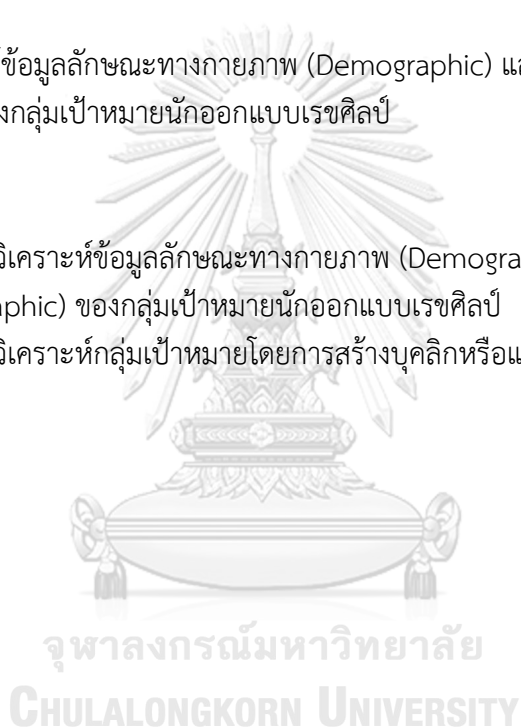 ข้อมูลลักษณะทางกายภาพ (Demographic)
งกลุ่มเป้าหมายนักออกแบบเรขศิลป์
วิเคราะห์ข้อมูลลักษณะทางกายภาพ (Demogra
phic) ของกลุ่มเป้าหมายนักออกแบบเรขศิลป์
วิเคราะห์กลุ่มเป้าหมายโดยการสร้างบุคลิกหรือแ
จุฬาลงกรณ์มหาวิทยาลัย
CHULALONGKORN UNIVERSITY